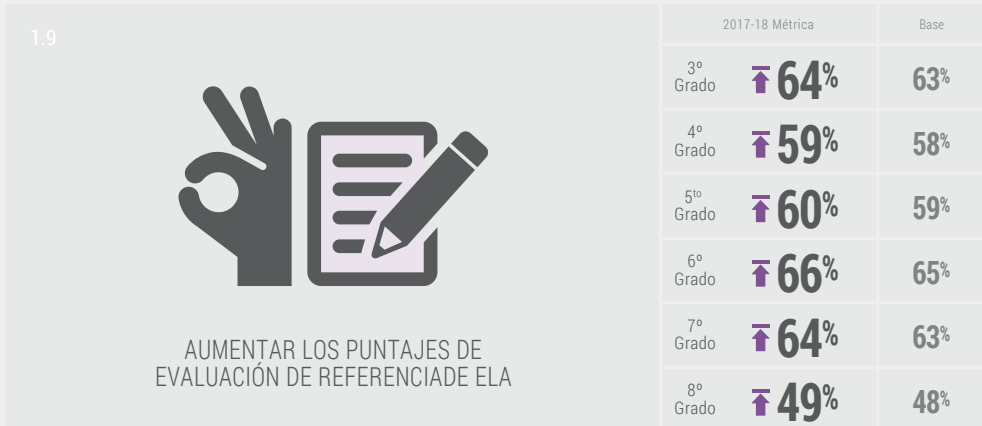 1.9
AUMENTAR LOS PUNTAJES DE
EVALUACIÓN DE REFERENCIADE ELA
2017-18 Métrica Base
3º
Grado 64% 63%
4º
Grado 59% 58%
5to
Grado 60% 59%
6º
Grado 66% 65%
7º
Grado 64% 63%
8º
Grado 49% 48%